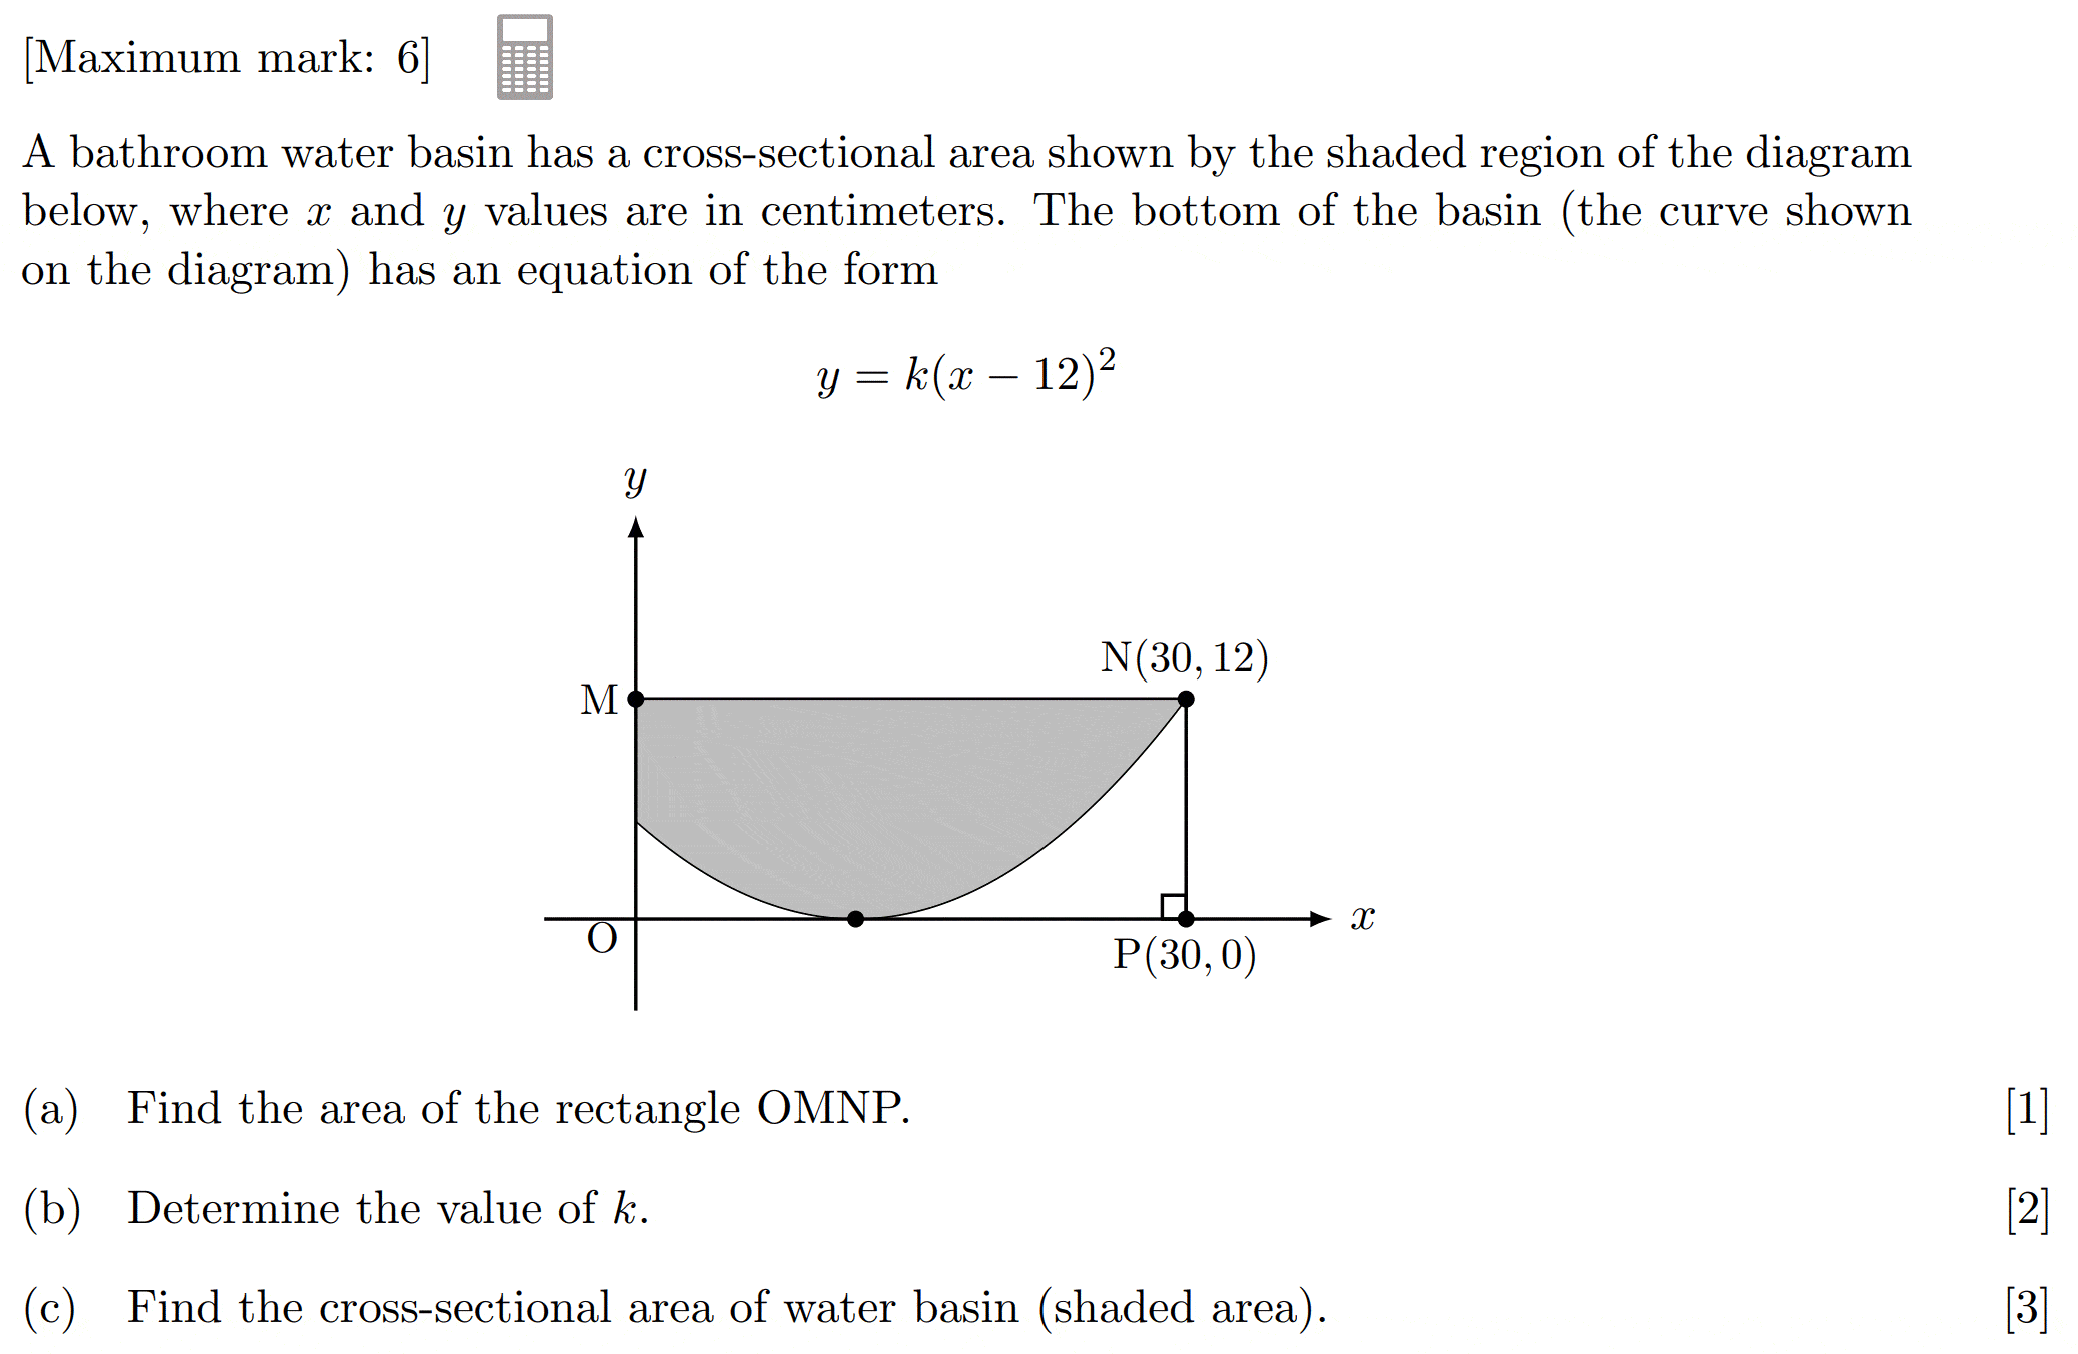 [Maximum mark: 6]
A bathroom water basin has a cross-sectional area shown by the shaded region of the diagram
below, where x and y values are in centimeters. The bottom of the basin (the curve shown
on the diagram) has an equation of the form
y = k(x − 12)²
y
N(30, 12)
M
x
O
P(30, 0)
(a) Find the area of the rectangle OMNP. [1]
(b) Determine the value of k. [2]
(c) Find the cross-sectional area of water basin (shaded area). [3]